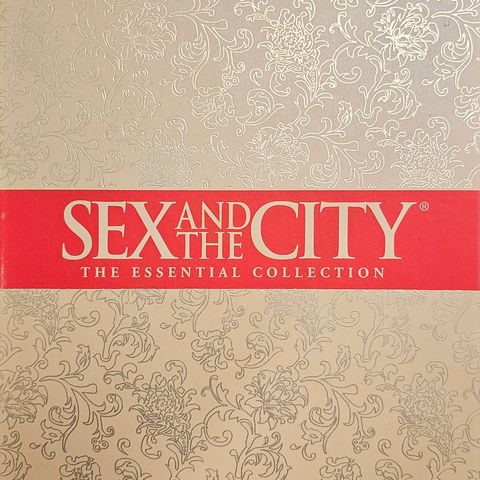 SEX AND THE CITY®
THE ESSENTIAL COLLECTION